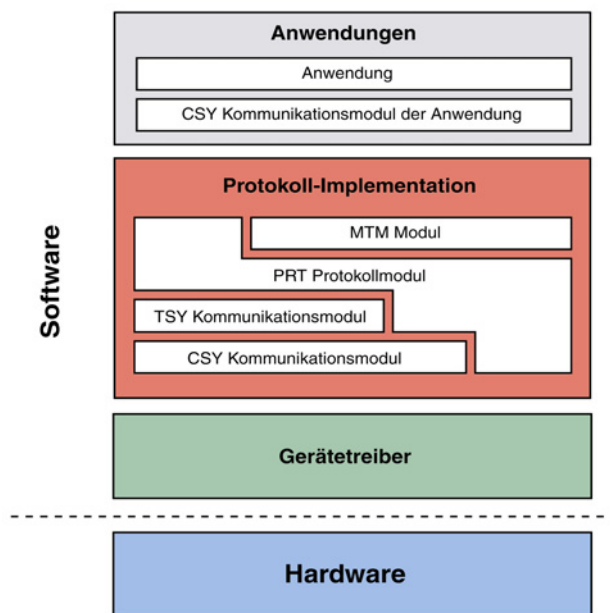 Anwendungen
Anwendung
CSY Kommunikationsmodul der Anwendung
Protokoll-Implementation
MTM Modul
PRT Protokollmodul
TSY Kommunikationsmodul
CSY Kommunikationsmodul
Software
Gerätetreiber
Hardware